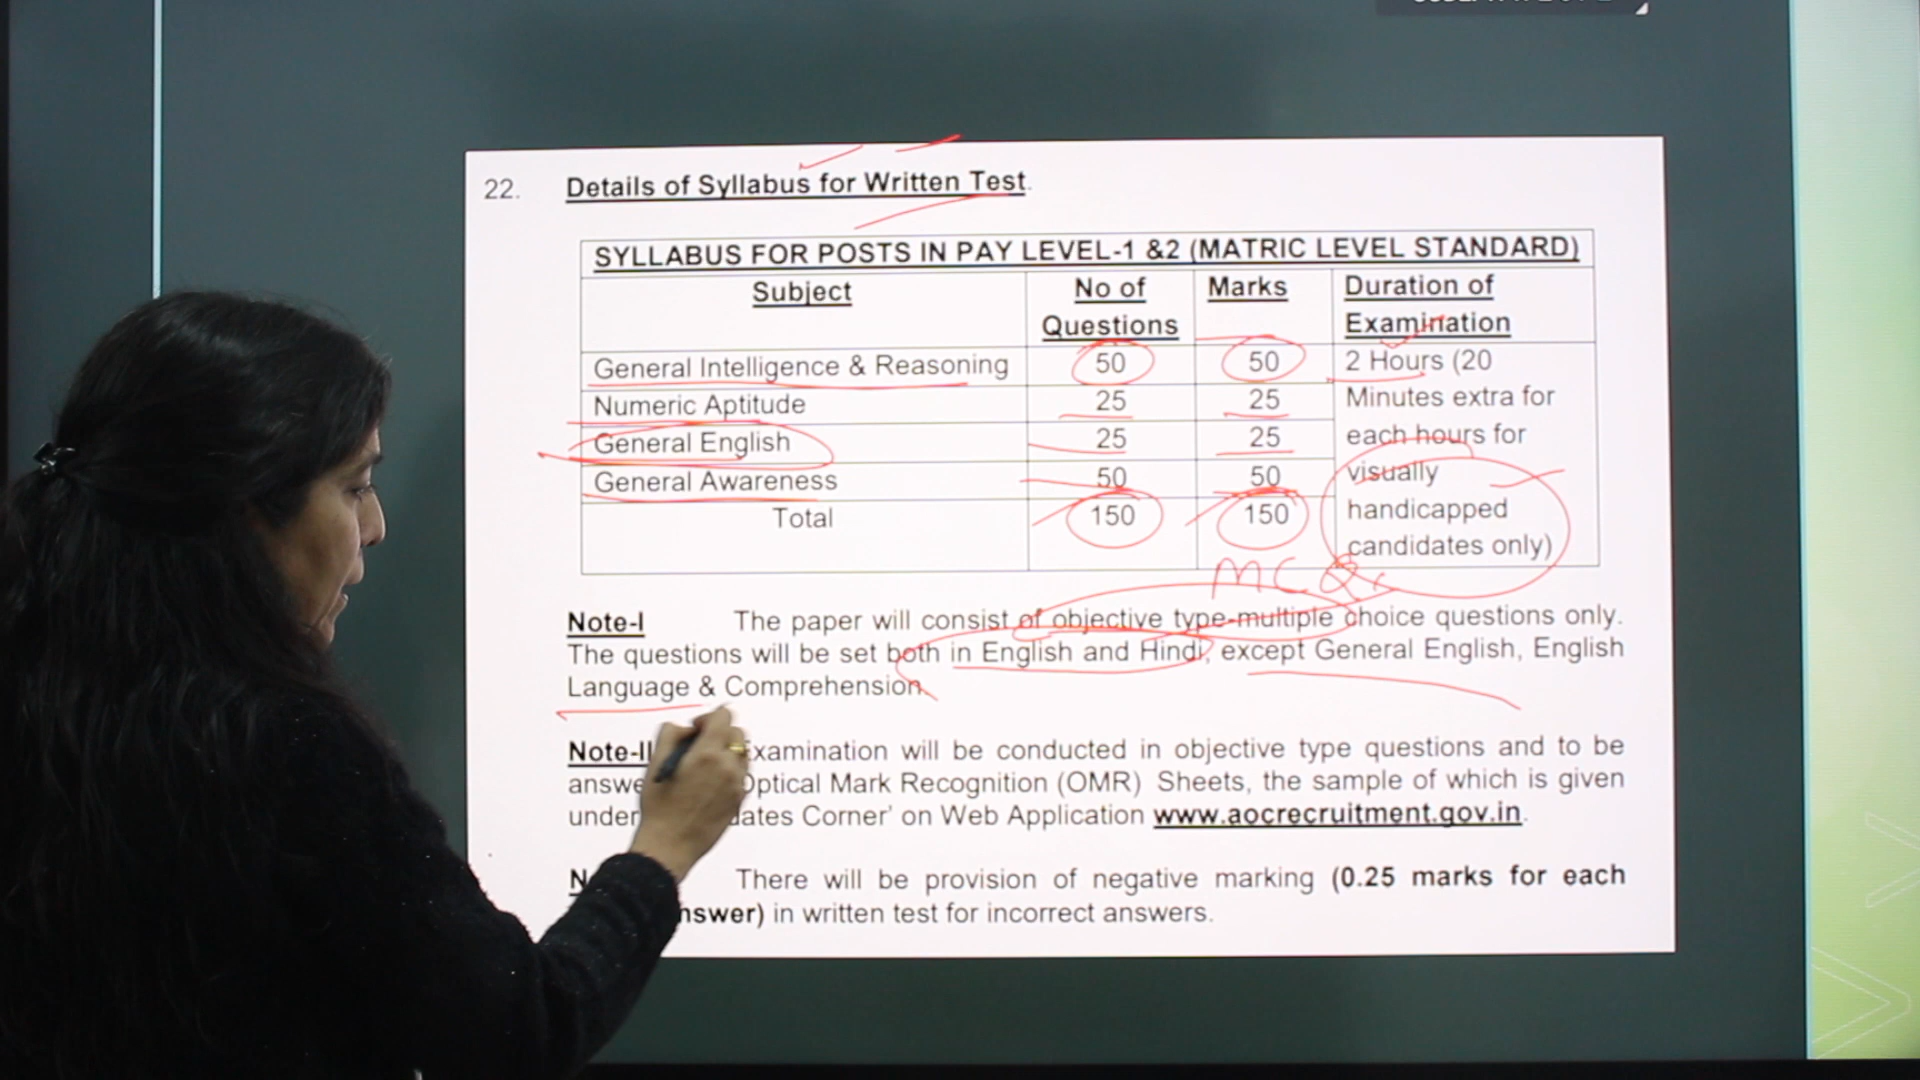 22. Details of Syllabus for Written Test.
SYLLABUS FOR POSTS IN PAY LEVEL-1 &2 (MATRIC LEVEL STANDARD)
Subject No of Questions Marks Duration of Examination
General Intelligence & Reasoning 50 50 2 Hours (20
Numeric Aptitude 25 25 Minutes extra for
General English 25 25 each hours for
General Awareness 50 50 visually
Total 150 150 handicapped
candidates only)
MCQs
Note-I The paper will consist of objective type-multiple choice questions only.
The questions will be set both in English and Hindi, except General English, English
Language & Comprehension.
Note-II Examination will be conducted in objective type questions and to be
answe Optical Mark Recognition (OMR) Sheets, the sample of which is given
under ates Corner' on Web Application www.aocrecruitment.gov.in.
There will be provision of negative marking (0.25 marks for each
nswer) in written test for incorrect answers.